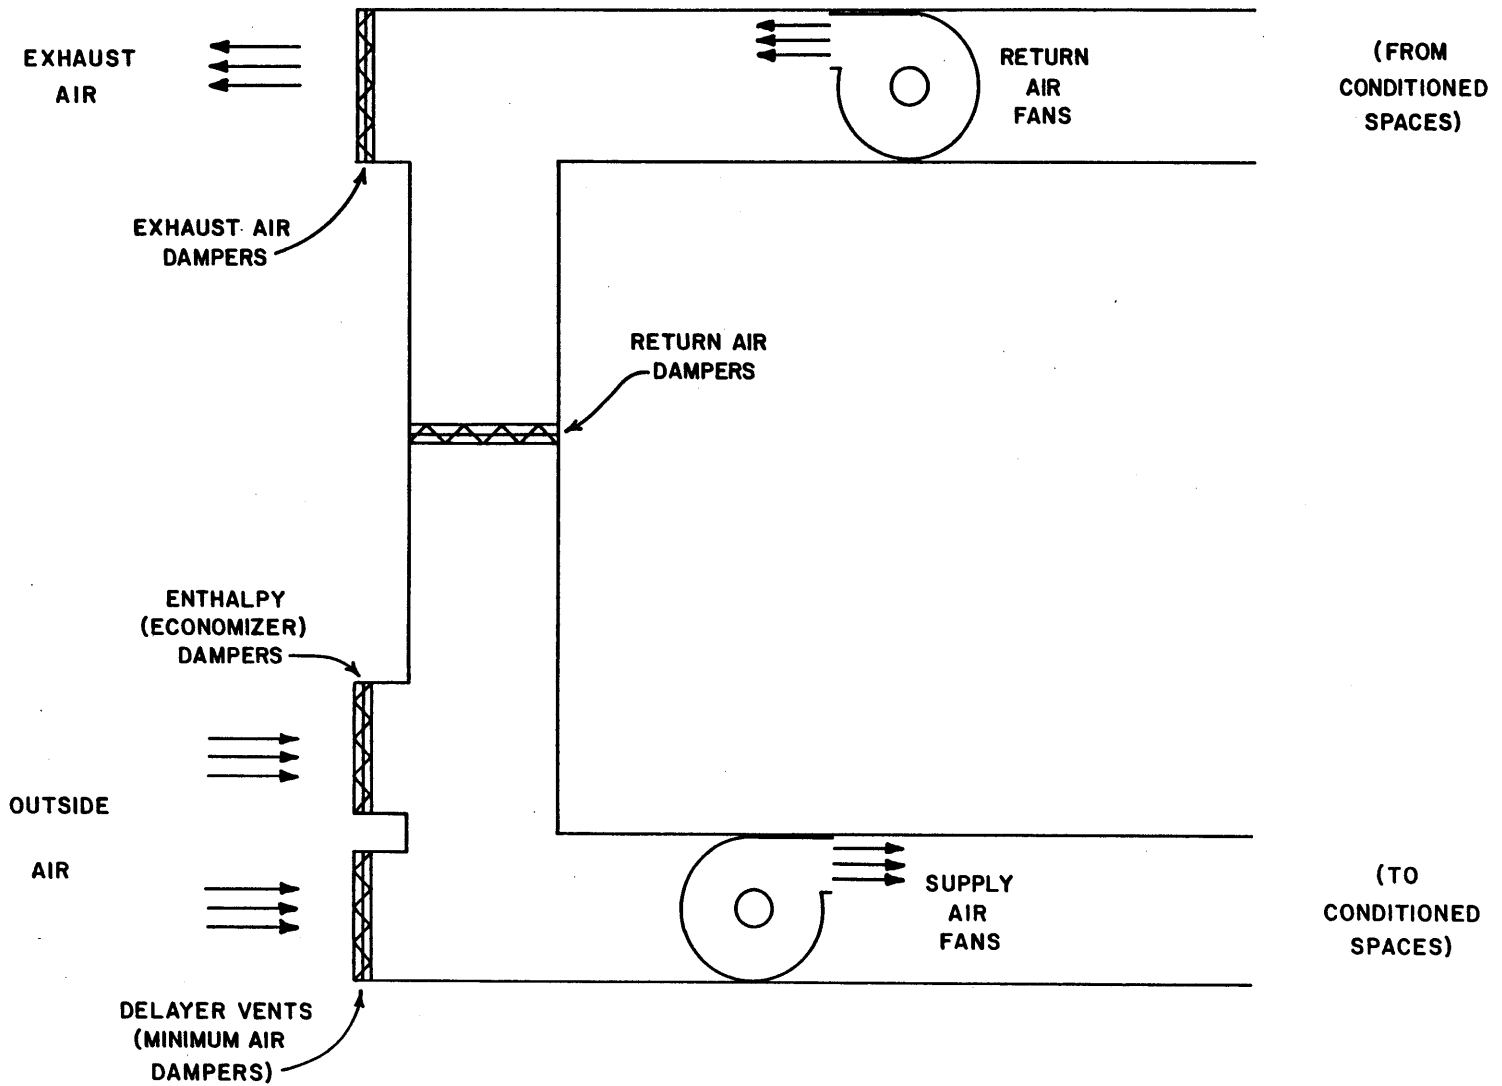 EXHAUST
AIR
RETURN
AIR
FANS
(FROM
CONDITIONED
SPACES)
EXHAUST AIR
DAMPERS
RETURN AIR
DAMPERS
ENTHALPY
(ECONOMIZER)
DAMPERS
OUTSIDE
AIR
SUPPLY
AIR
FANS
(TO
CONDITIONED
SPACES)
DELAYER VENTS
(MINIMUM AIR
DAMPERS)